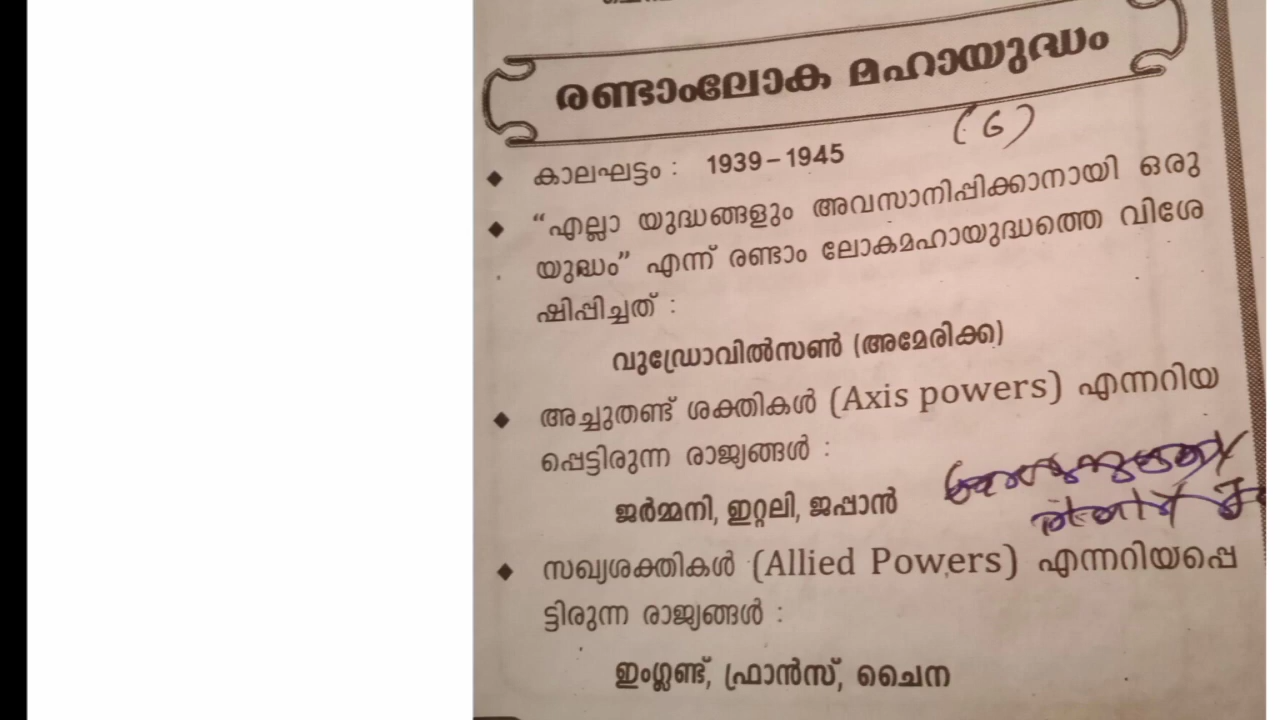 രണ്ടാംലോക മഹായുദ്ധം
(6)
◆ കാലഘട്ടം : 1939–1945
◆ “എല്ലാ യുദ്ധങ്ങളും അവസാനിപ്പിക്കാനായി ഒരു
യുദ്ധം” എന്ന് രണ്ടാം ലോകമഹായുദ്ധത്തെ വിശേ
ഷിപ്പിച്ചത് :
വുഡ്രോവിൽസൺ (അമേരിക്ക)
◆ അച്ചുതണ്ട് ശക്തികൾ (Axis powers) എന്നറിയ
പ്പെട്ടിരുന്ന രാജ്യങ്ങൾ :
ജർമ്മനി, ഇറ്റലി, ജപ്പാൻ
◆ സഖ്യശക്തികൾ (Allied Powers) എന്നറിയപ്പെ
ട്ടിരുന്ന രാജ്യങ്ങൾ :
ഇംഗ്ലണ്ട്, ഫ്രാൻസ്, ചൈന